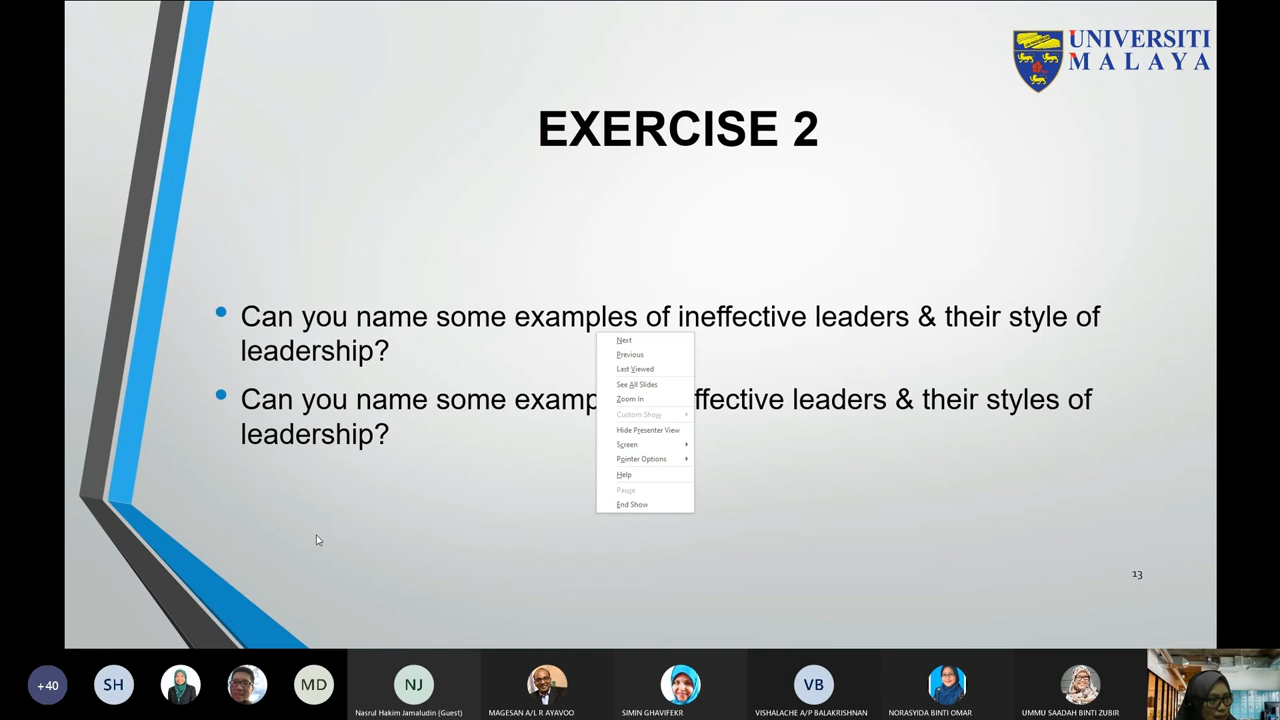 UNIVERSITI
MALAYA
EXERCISE 2
Can you name some examples of ineffective leaders & their style of
leadership?
Can you name some examp ffective leaders & their styles of
leadership?
Next
Previous
Last Viewed
See All Slides
Zoom In
Custom Show
Hide Presenter View
Screen
Pointer Options
Help
Pause
End Show
13
+40
SH
MD
NJ
VB
Nasrul Hakim Jamaludin (Guest)
MAGESAN A/L R AYAVOO
SIMIN GHAVIFEKR
VISHALACHE A/P BALAKRISHNAN
NORASYIDA BINTI OMAR
UMMU SAADAH BINTI ZUBIR